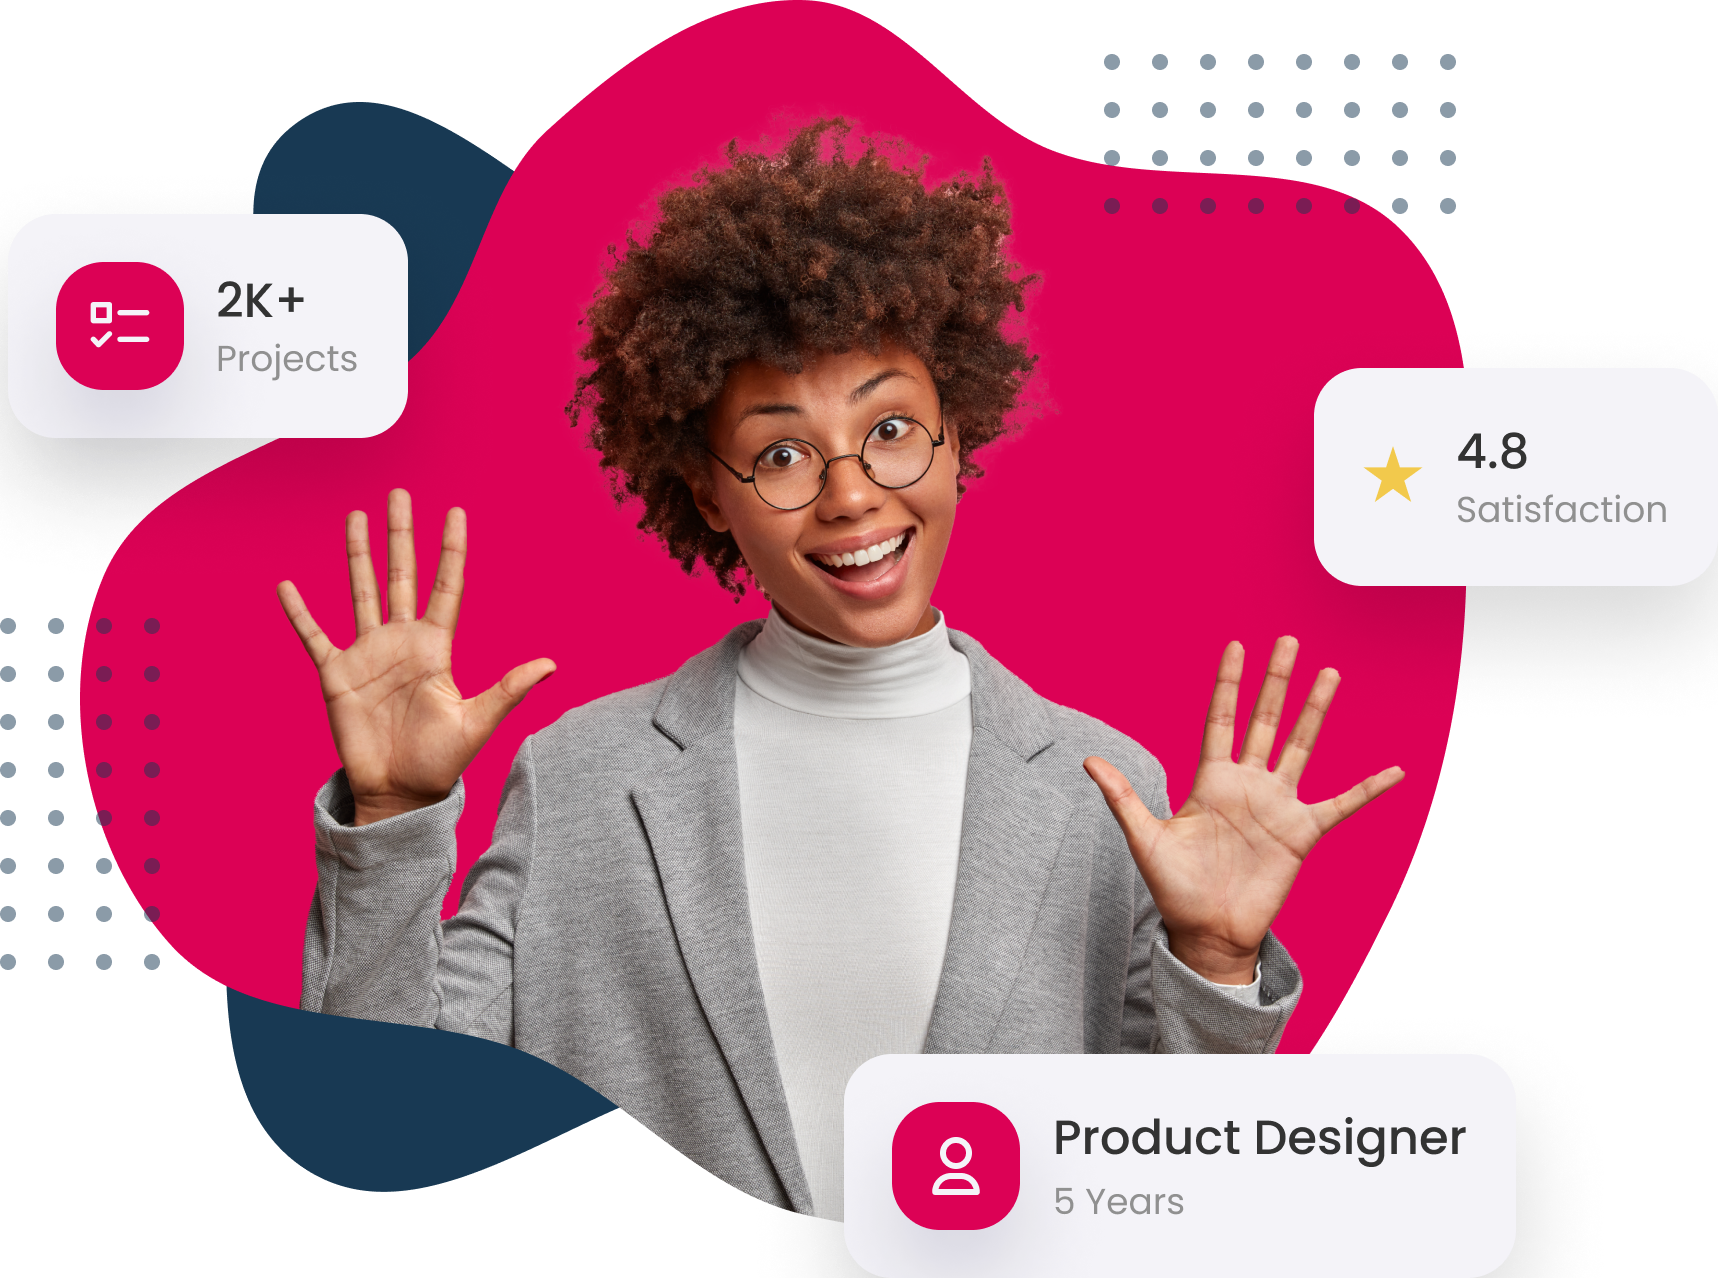 2K+
Projects
4.8
Satisfaction
Product Designer
5 Years